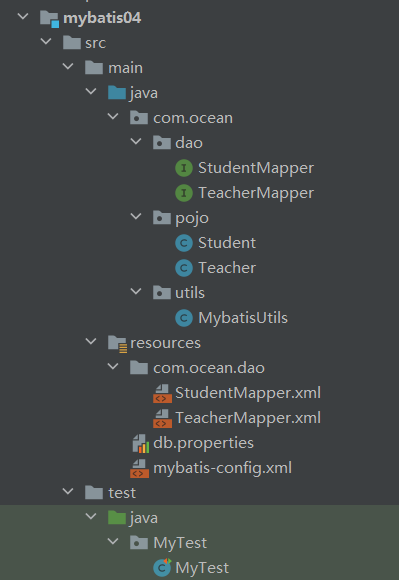 mybatis04
src
main
java
com.ocean
dao
StudentMapper
TeacherMapper
pojo
Student
Teacher
utils
MybatisUtils
resources
com.ocean.dao
StudentMapper.xml
TeacherMapper.xml
db.properties
mybatis-config.xml
test
java
MyTest
MyTest